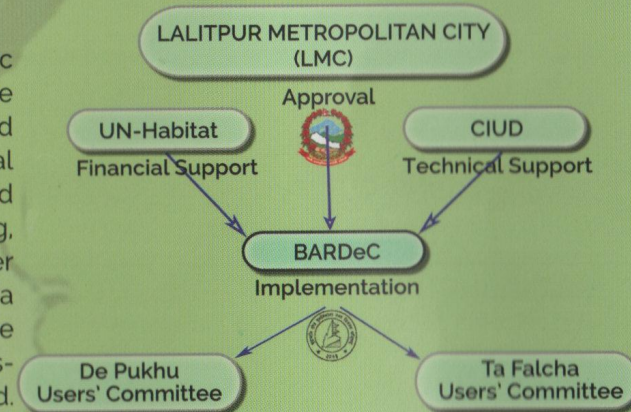 LALITPUR METROPOLITAN CITY
(LMC)
Approval
UN-Habitat
CIUD
Financial Support
Technical Support
BARDeC
Implementation
De Pukhu
Users' Committee
Ta Falcha
Users' Committee